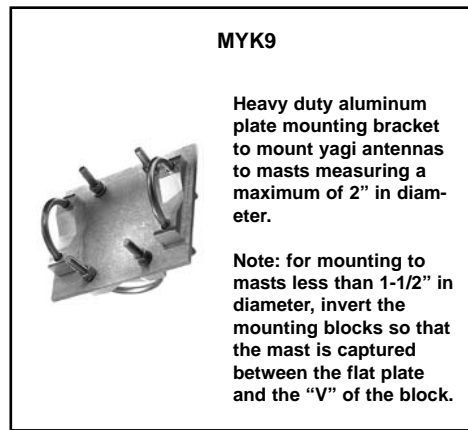 MYK9
Heavy duty aluminum
plate mounting bracket
to mount yagi antennas
to masts measuring a
maximum of 2” in diam-
eter.
Note: for mounting to
masts less than 1-1/2” in
diameter, invert the
mounting blocks so that
the mast is captured
between the flat plate
and the “V” of the block.